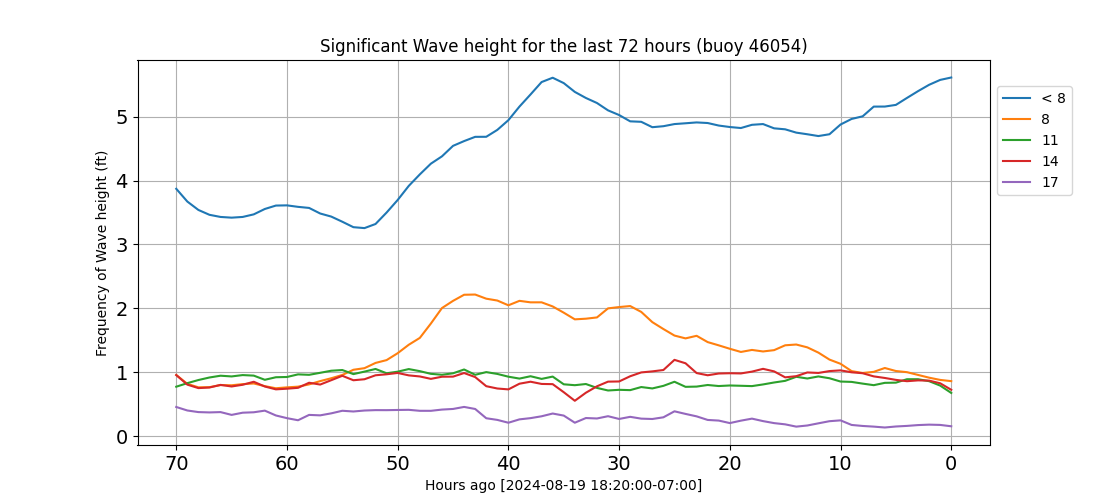 Significant Wave height for the last 72 hours (buoy 46054)
Frequency of Wave height (ft)
5
4
3
2
1
0
70 60 50 40 30 20 10 0
Hours ago [2024-08-19 18:20:00-07:00]
< 8
8
11
14
17